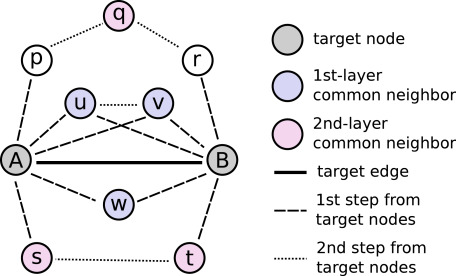 q
p
r
u
v
A
B
w
s
t
target node
1st-layer
common neighbor
2nd-layer
common neighbor
target edge
1st step from
target nodes
2nd step from
target nodes